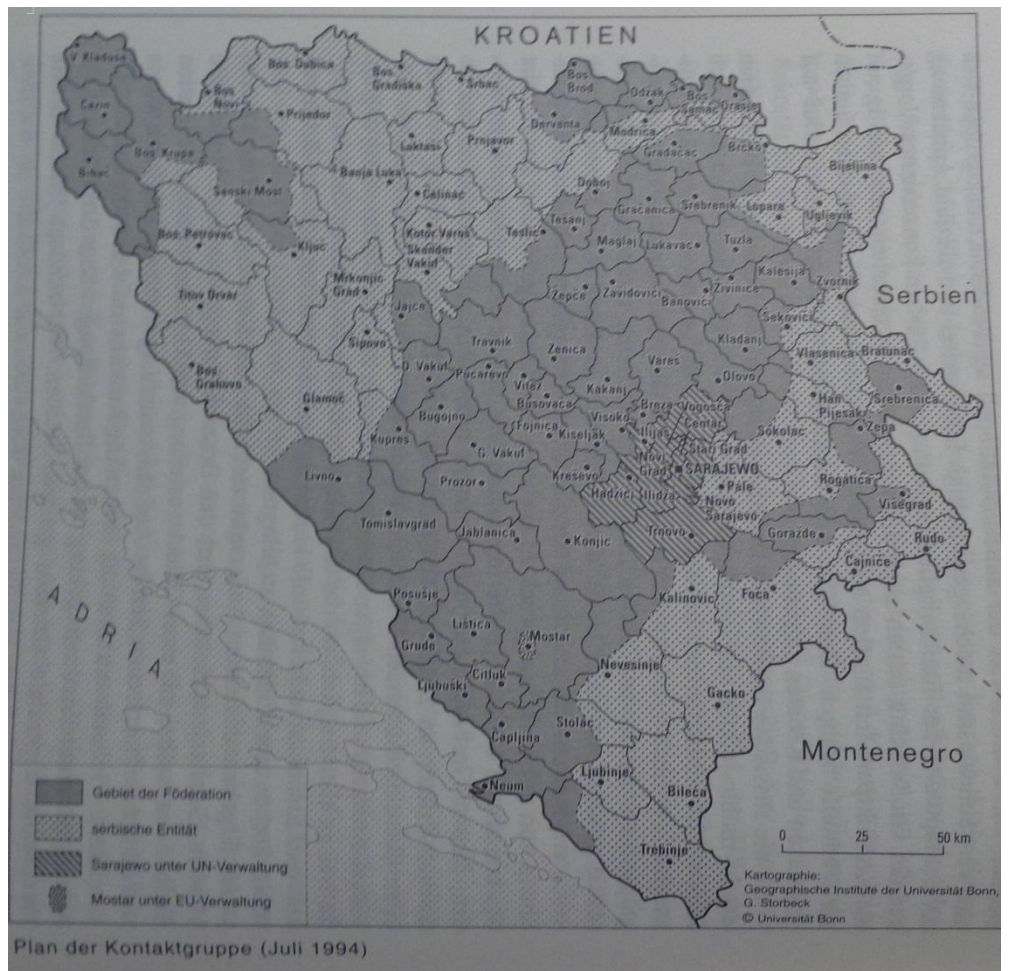 KROATIEN
V. Kladuša
Bos. Dubica
Bos.
Gradiška
Srbac
Bos.
Brod
Odžak
Bos.
Šamac
Orašje
Cazin
Bos.
Novi
Prijedor
Derventa
Modriča
Bos. Krupa
Laktaši
Prnjavor
Gradačac
Brčko
Bijeljina
Bihać
Sanski Most
Banja Luka
Čelinac
Doboj
Gračanica
Srebrenik
Lopare
Ugljevik
Bos. Petrovac
Ključ
Kotor Varoš
Skender
Vakuf
Teslić
Tešanj
Maglaj
Lukavac
Tuzla
Kalesija
Zvornik
Titov Drvar
Mrkonjić
Grad
Jajce
Žepče
Zavidovići
Banovići
Živinice
Serbien
Šipovo
Travnik
Zenica
Kladanj
Šekovići
Vlasenica
Bratunac
Bos.
Grahovo
D. Vakuf
Pucarevo
Vitez
Busovača
Kakanj
Vareš
Olovo
Glamoč
Bugojno
Fojnica
Visoko
Breza
Vogošća
Centar
Han
Pijesak
Srebrenica
Kupres
G. Vakuf
Kiseljak
Ilijaš
Stari Grad
Sokolac
Žepa
Livno
Prozor
Kreševo
Novi
Grad
SARAJEWO
Hadžići
Ilidža
Pale
Novo
Sarajevo
Rogatica
Višegrad
Tomislavgrad
Jablanica
Konjic
Trnovo
Goražde
Rudo
Čajniče
ADRIA
Posušje
Kalinovic
Foča
Grude
Lištica
Mostar
Nevesinje
Ljubuški
Čitluk
Gacko
Čapljina
Stolac
Montenegro
Neum
Ljubinje
Bileća
Trebinje
Gebiet der Föderation
serbische Entität
Sarajewo unter UN-Verwaltung
Mostar unter EU-Verwaltung
0 25 50 km
Kartographie:
Geographische Institute der Universität Bonn,
G. Storbeck
© Universität Bonn
Plan der Kontaktgruppe (Juli 1994)